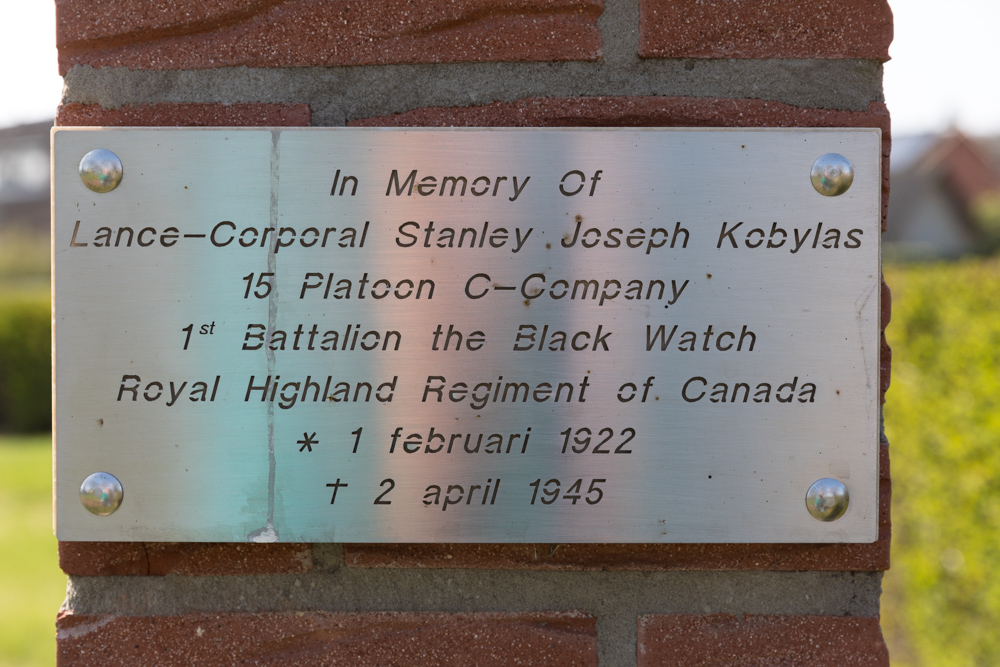 In Memory Of
Lance-Corporal Stanley Joseph Kobylas
15 Platoon C-Company
1st Battalion the Black Watch
Royal Highland Regiment of Canada
* 1 februari 1922
† 2 april 1945